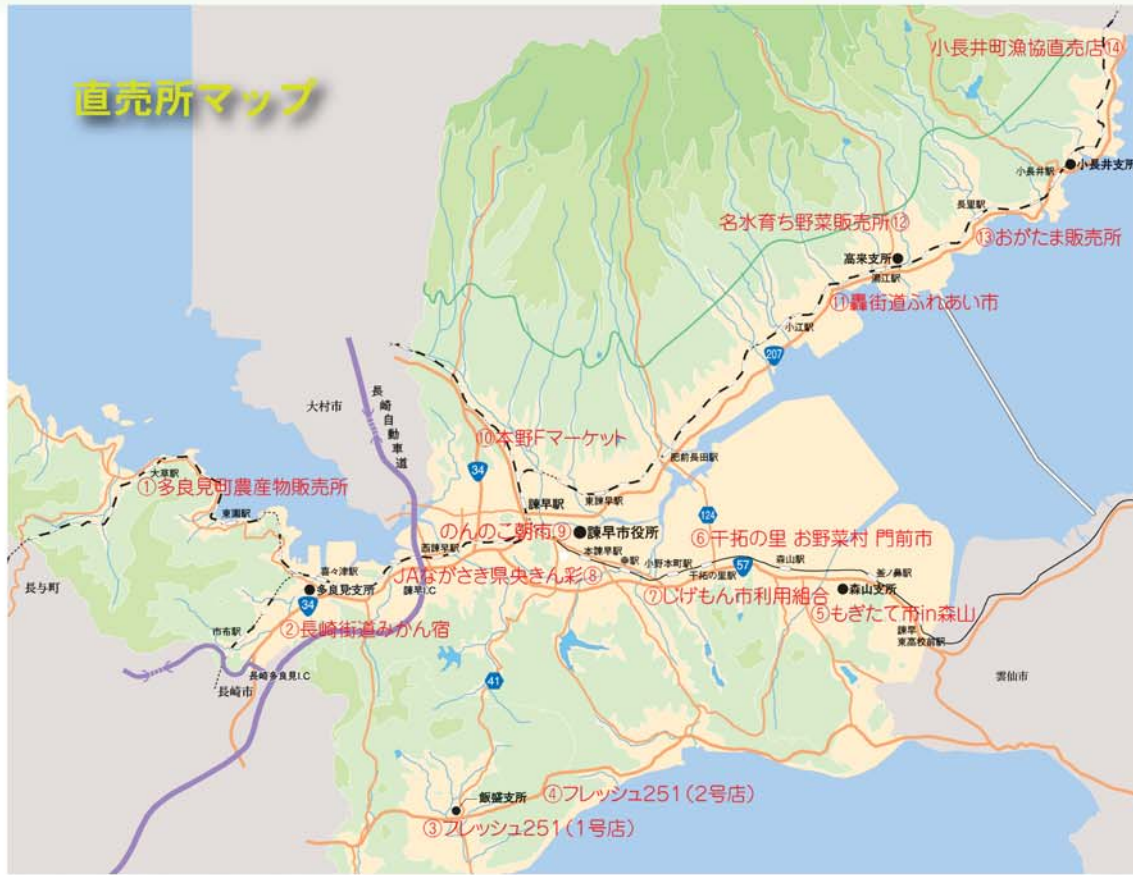 直売所マップ
小長井町漁協直売店⑭
小長井支所
小長井駅
長里駅
名水育ち野菜販売所⑫
⑬おがたま販売所
高来支所
湯江駅
⑪轟街道ふれあい市
小江駅
207
大村市
長崎自動車道
⑩本野Fマーケット
34
肥前長田駅
大草駅
①多良見町農産物販売所
諫早駅
東諫早駅
東園駅
のんのこ朝市⑨
諫早市役所
124
⑥干拓の里 お野菜村 門前市
西諫早駅
本諫早駅
幸駅
小野本町駅
干拓の里駅
57
森山駅
釜ノ鼻駅
喜々津駅
JAながさき県央きん彩⑧
長与町
多良見支所
諫早I.C
⑦じげもん市利用組合
森山支所
34
②長崎街道みかん宿
⑤もぎたて市in森山
市布駅
諫早
東高校前駅
長崎多良見I.C
長崎市
41
雲仙市
飯盛支所
④フレッシュ251(2号店)
③フレッシュ251(1号店)